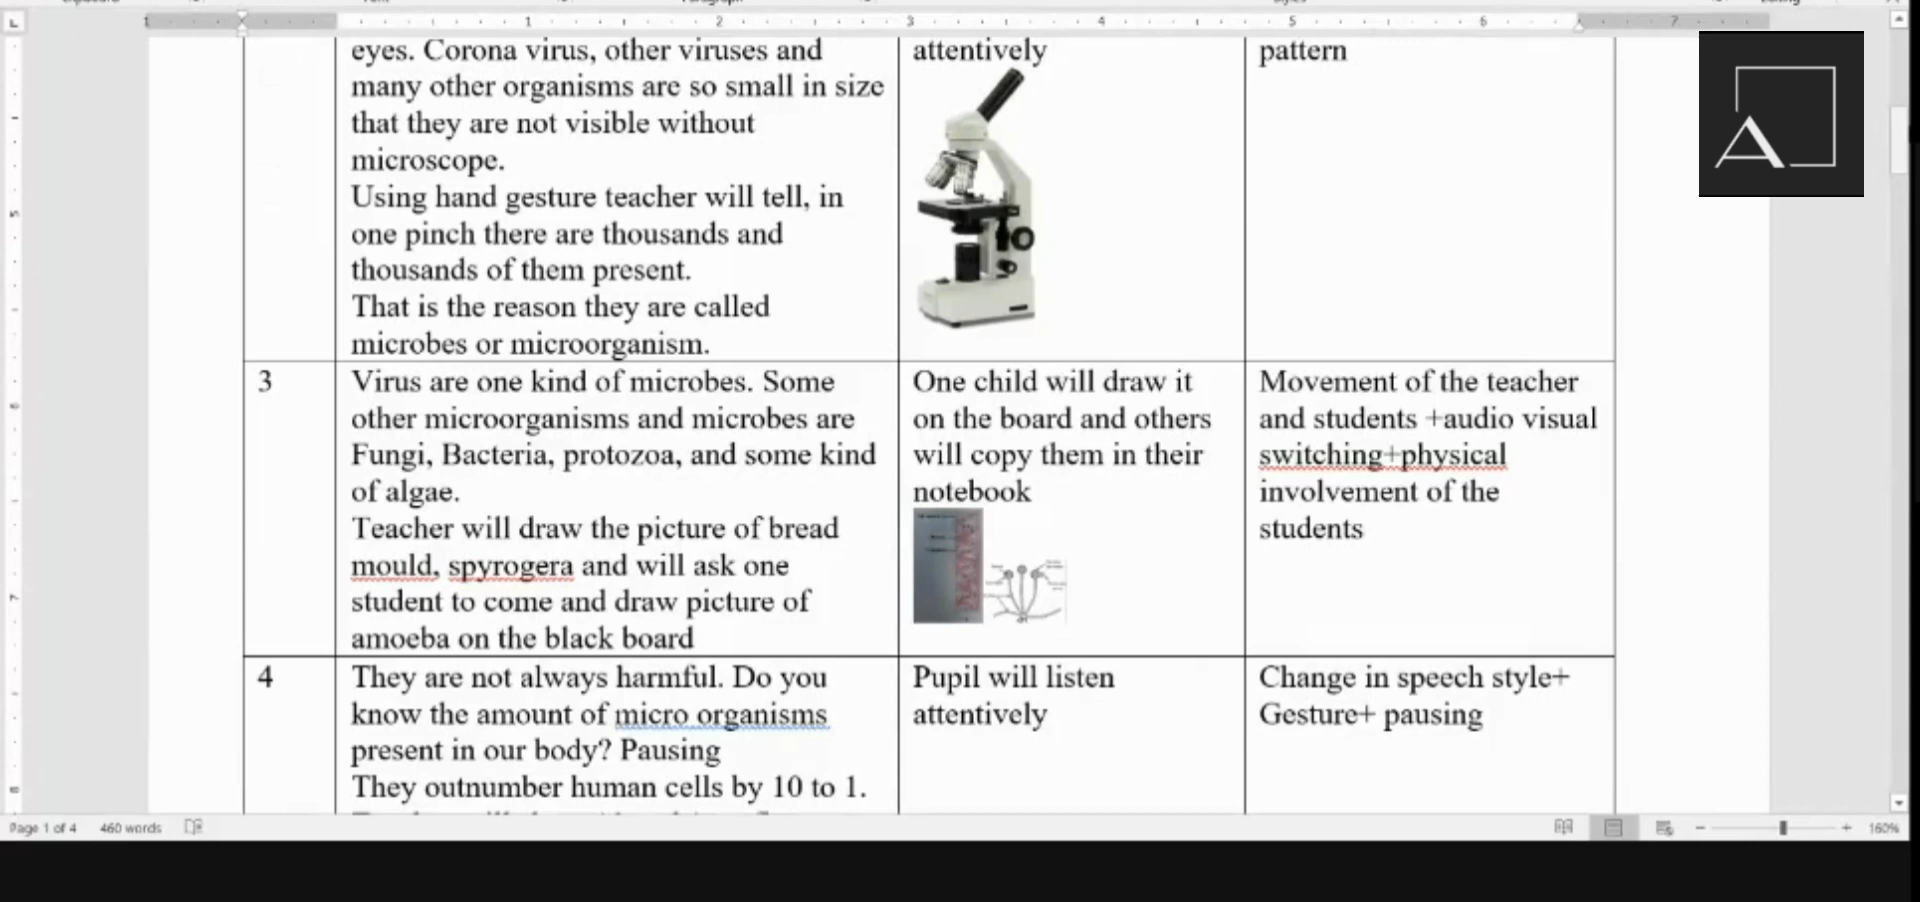 eyes. Corona virus, other viruses and
many other organisms are so small in size
that they are not visible without
microscope.
Using hand gesture teacher will tell, in
one pinch there are thousands and
thousands of them present.
That is the reason they are called
microbes or microorganism.
attentively
pattern
3
Virus are one kind of microbes. Some
other microorganisms and microbes are
Fungi, Bacteria, protozoa, and some kind
of algae.
Teacher will draw the picture of bread
mould, spyrogera and will ask one
student to come and draw picture of
amoeba on the black board
One child will draw it
on the board and others
will copy them in their
notebook
Movement of the teacher
and students +audio visual
switching+physical
involvement of the
students
4
They are not always harmful. Do you
know the amount of micro organisms
present in our body? Pausing
They outnumber human cells by 10 to 1.
Pupil will listen
attentively
Change in speech style+
Gesture+ pausing
Page 1 of 4 460 words
160%